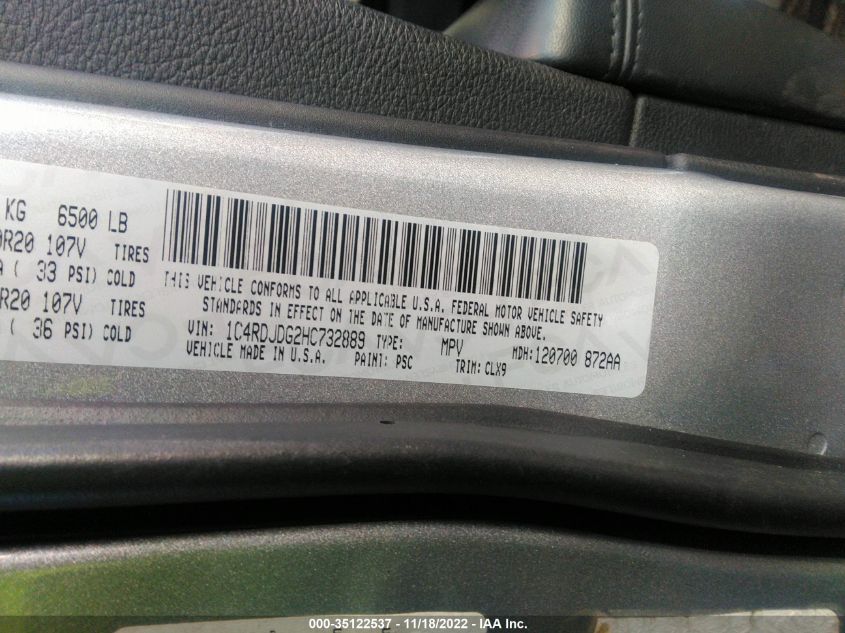 KG 6500 LB
R20 107V TIRES
( 33 PSI) COLD
R20 107V TIRES
( 36 PSI) COLD
THIS VEHICLE CONFORMS TO ALL APPLICABLE U.S.A. FEDERAL MOTOR VEHICLE SAFETY
STANDARDS IN EFFECT ON THE DATE OF MANUFACTURE SHOWN ABOVE.
VIN: 1C4RDJDG2HC732889 TYPE: MPV MDH: 120700 872AA
VEHICLE MADE IN U.S.A. PAINT: PSC TRIM: CLX9
000-35122537 - 11/18/2022 - IAA Inc.